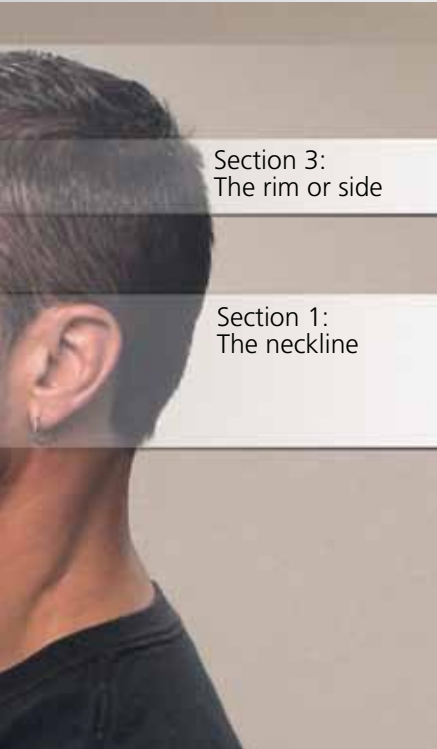 Section 3:
The rim or side
Section 1:
The neckline